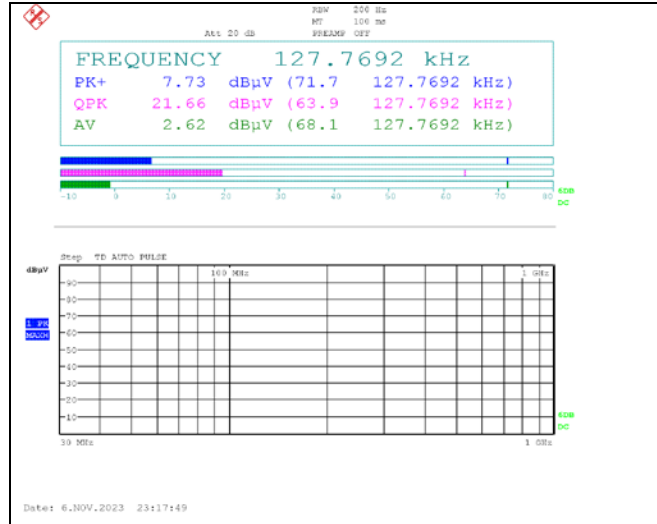 RBW 200 Hz
MT 100 ms
Att 20 dB PREAMP OFF
FREQUENCY 127.7692 kHz
PK+ 7.73 dBµV (71.7 127.7692 kHz)
QPK 21.66 dBµV (63.9 127.7692 kHz)
AV 2.62 dBµV (68.1 127.7692 kHz)
-10 0 10 20 30 40 50 60 70 80
6DB
DC
Step TD AUTO PULSE
dBµV
100 MHz 1 GHz
90
80
70
1 PK
MAXH
60
50
40
30
20
10
6DB
DC
30 MHz 1 GHz
Date: 6.NOV.2023 23:17:49